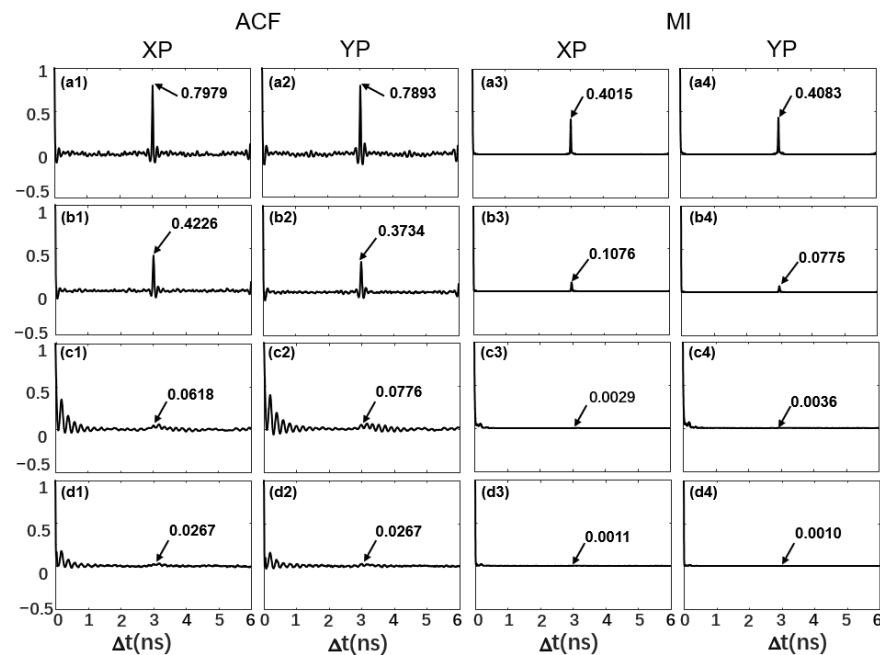 ACF MI
XP YP XP YP
1 (a1) 0.7979 (a2) 0.7893 (a3) 0.4015 (a4) 0.4083
0.5
0
−0.5
1 (b1) 0.4226 (b2) 0.3734 (b3) 0.1076 (b4) 0.0775
0.5
0
−0.5
1 (c1) 0.0618 (c2) 0.0776 (c3) 0.0029 (c4) 0.0036
0.5
0
−0.5
1 (d1) 0.0267 (d2) 0.0267 (d3) 0.0011 (d4) 0.0010
0.5
0
−0.5
0 1 2 3 4 5 6 0 1 2 3 4 5 6 0 1 2 3 4 5 6 0 1 2 3 4 5 6
Δt(ns) Δt(ns) Δt(ns) Δt(ns)